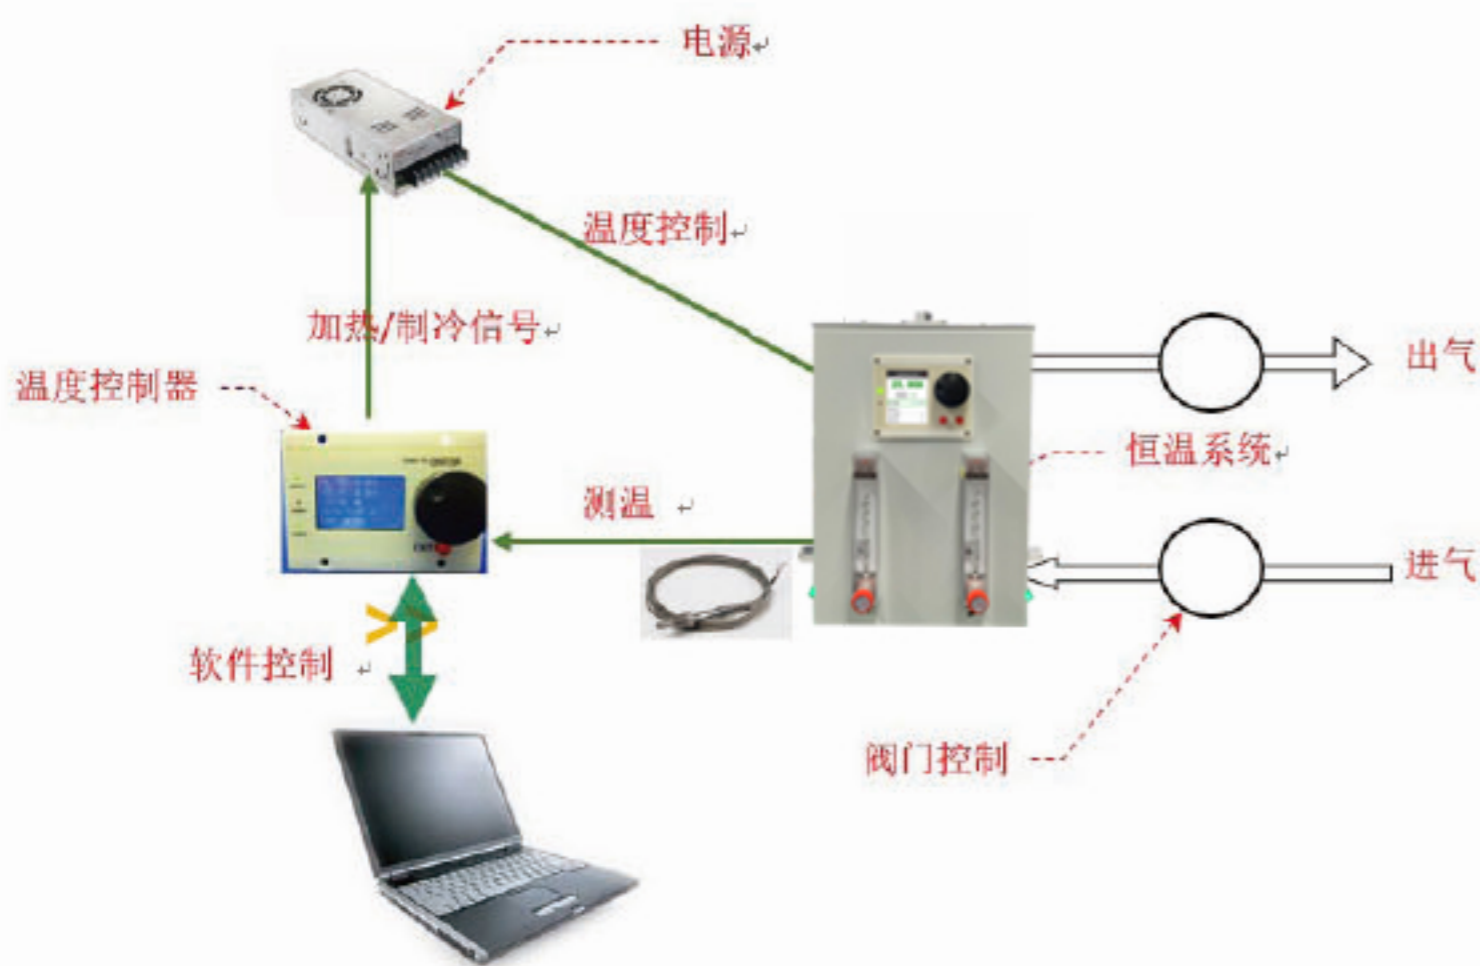 电源
温度控制
加热/制冷信号
出气
温度控制器
恒温系统
测温
进气
软件控制
阀门控制